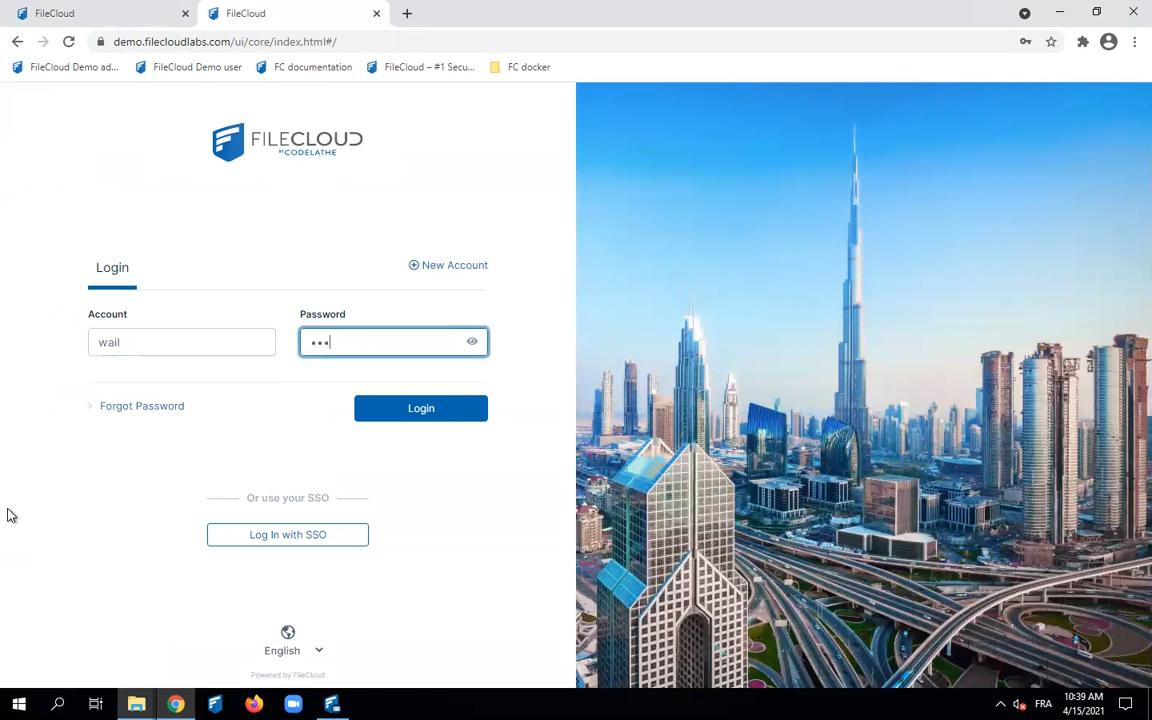 FileCloud
FileCloud
demo.filecloudlabs.com/ui/core/index.html#/
FileCloud Demo ad...
FileCloud Demo user
FC documentation
FileCloud – #1 Secu...
FC docker
FILECLOUD
BY CODELATHE
Login
New Account
Account
Password
wail
•••
Forgot Password
Login
Or use your SSO
Log In with SSO
English
Powered by FileCloud
FR
10:39 AM
4/15/2021